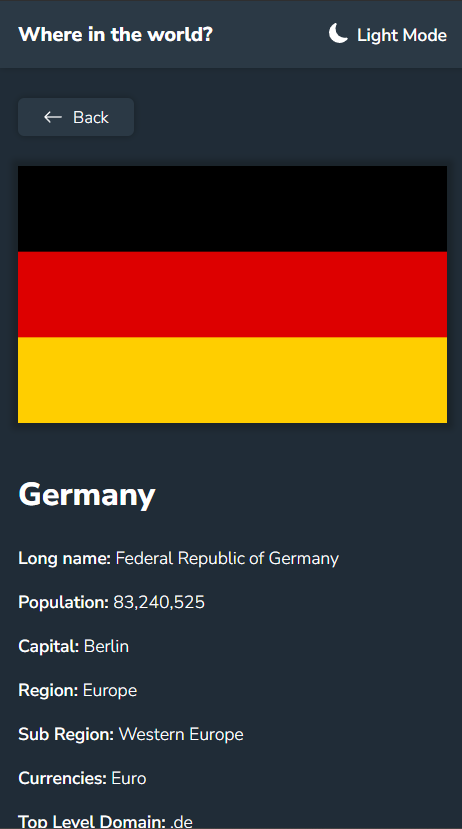 Where in the world? Light Mode
Back
Germany
Long name: Federal Republic of Germany
Population: 83,240,525
Capital: Berlin
Region: Europe
Sub Region: Western Europe
Currencies: Euro
Top Level Domain: .de